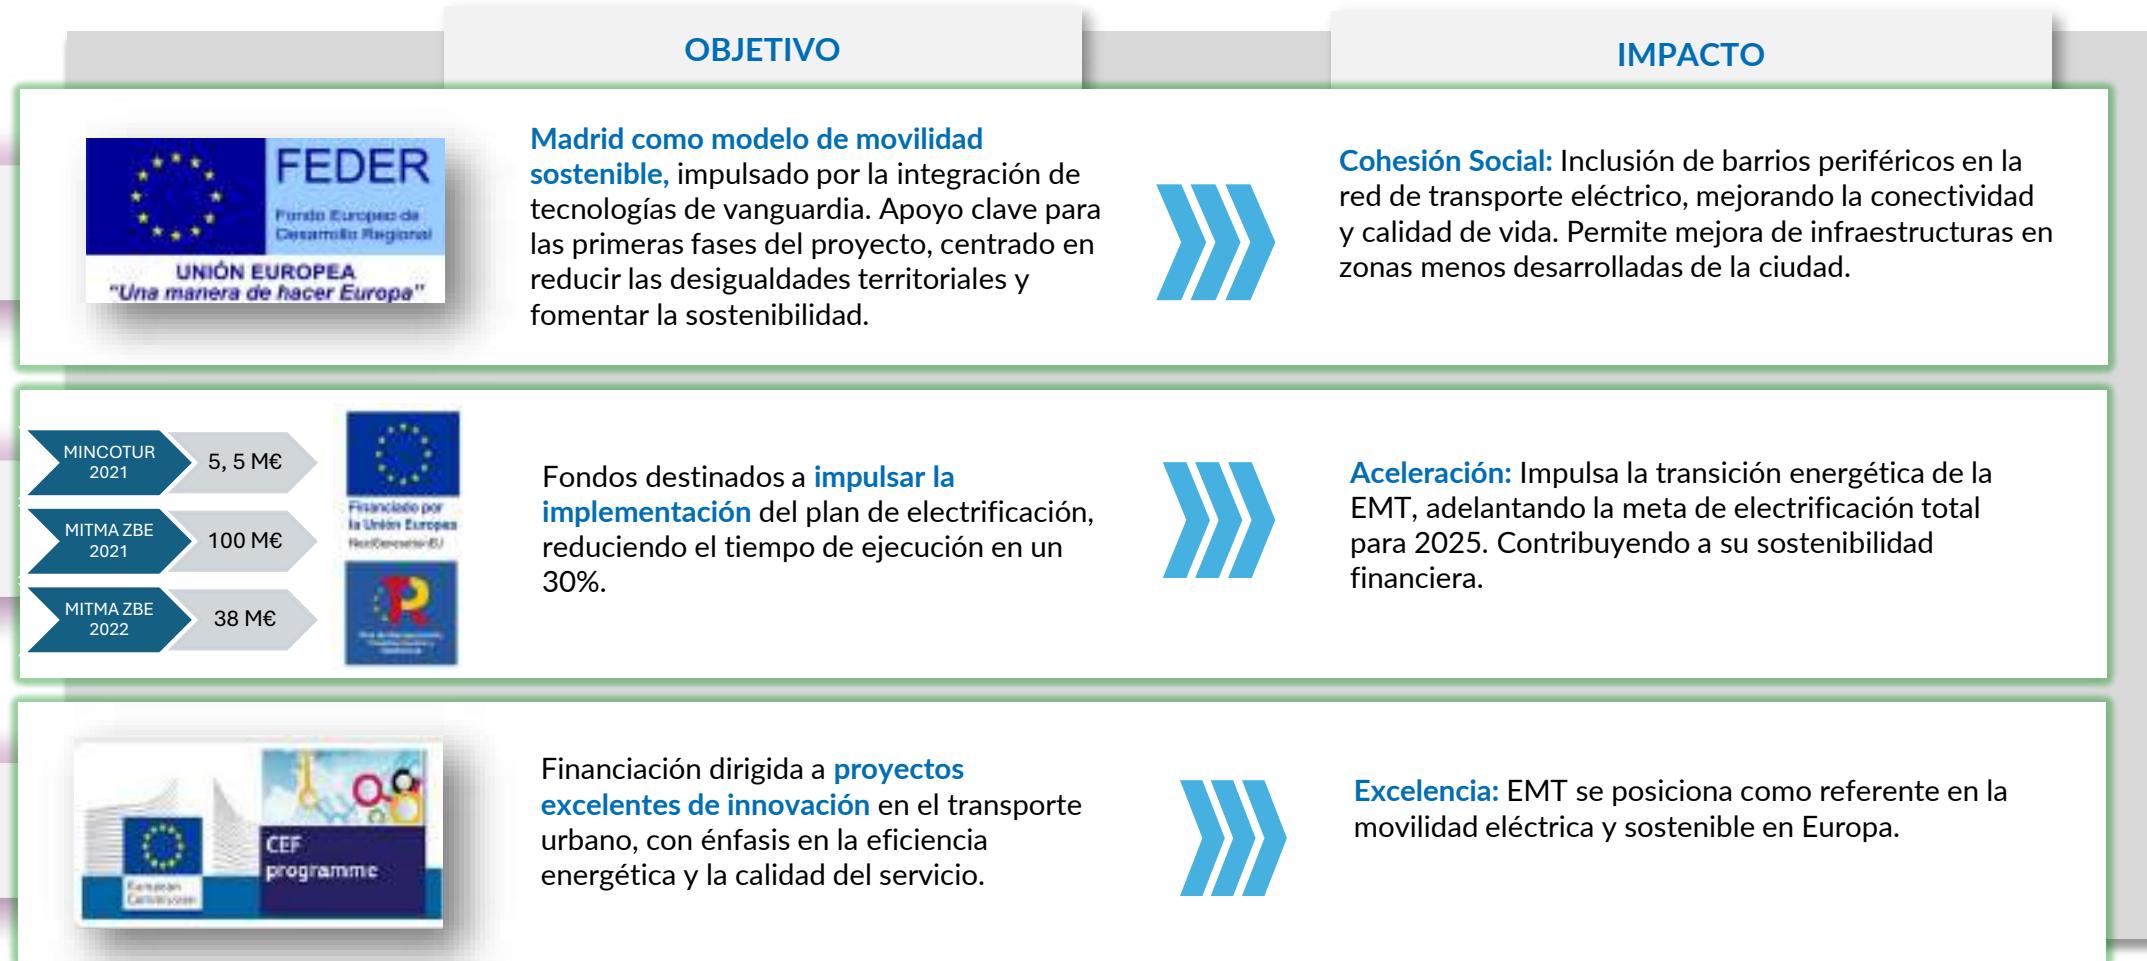 OBJETIVO
IMPACTO
FEDER
Fondo Europeo de
Desarrollo Regional
UNIÓN EUROPEA
"Una manera de hacer Europa"
Madrid como modelo de movilidad
sostenible, impulsado por la integración de
tecnologías de vanguardia. Apoyo clave para
las primeras fases del proyecto, centrado en
reducir las desigualdades territoriales y
fomentar la sostenibilidad.
Cohesión Social: Inclusión de barrios periféricos en la
red de transporte eléctrico, mejorando la conectividad
y calidad de vida. Permite mejora de infraestructuras en
zonas menos desarrolladas de la ciudad.
MINCOTUR
2021
5, 5 M€
MITMA ZBE
2021
100 M€
MITMA ZBE
2022
38 M€
Financiado por
la Unión Europea
NextGenerationEU
Fondos destinados a impulsar la
implementación del plan de electrificación,
reduciendo el tiempo de ejecución en un
30%.
Aceleración: Impulsa la transición energética de la
EMT, adelantando la meta de electrificación total
para 2025. Contribuyendo a su sostenibilidad
financiera.
European
Commission
CEF
programme
Financiación dirigida a proyectos
excelentes de innovación en el transporte
urbano, con énfasis en la eficiencia
energética y la calidad del servicio.
Excelencia: EMT se posiciona como referente en la
movilidad eléctrica y sostenible en Europa.